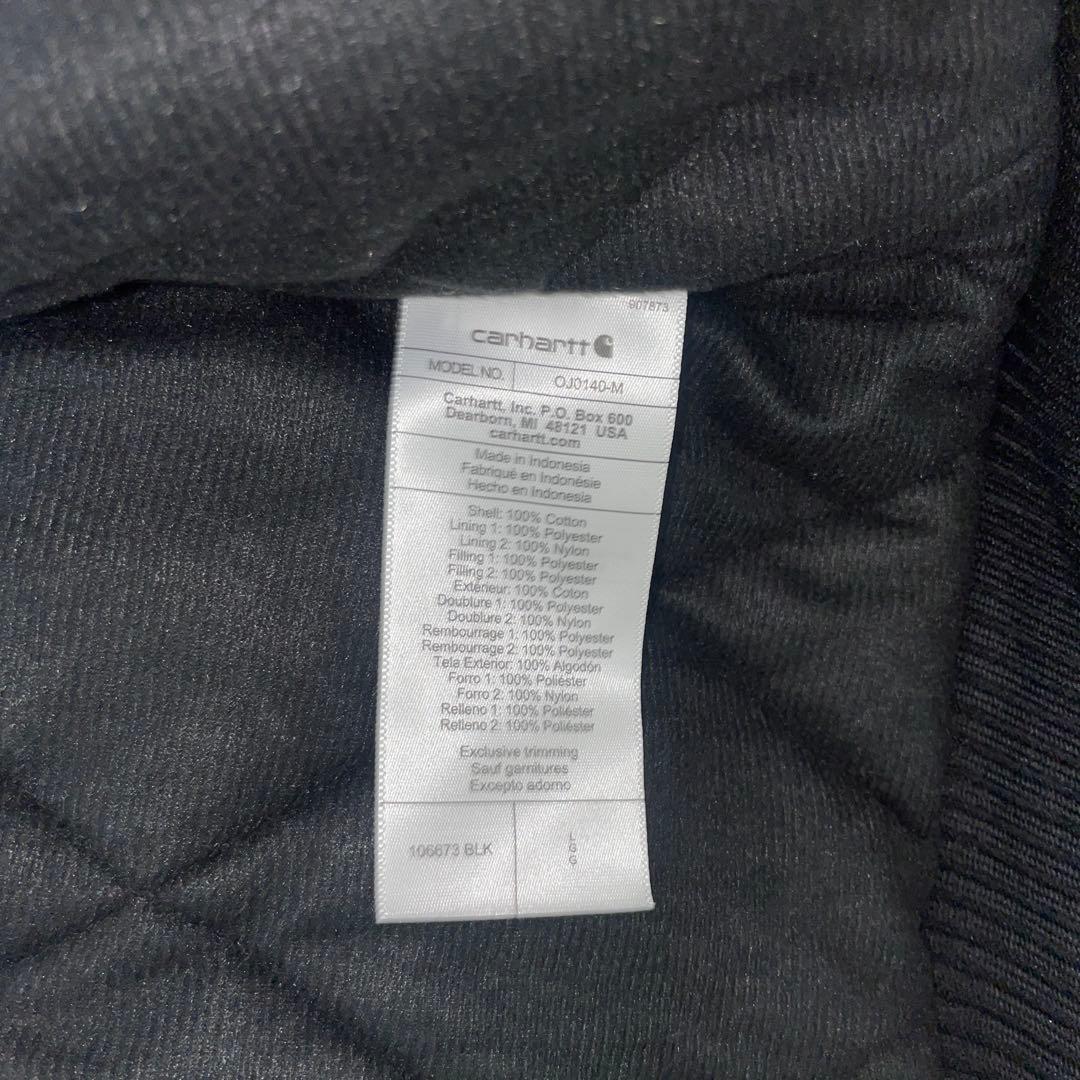 907873
carhartt
MODEL NO. OJ0140-M
Carhartt, Inc. P.O. Box 600
Dearborn, MI 48121 USA
carhartt.com
Made in Indonesia
Fabriqué en Indonésie
Hecho en Indonesia
Shell: 100% Cotton
Lining 1: 100% Polyester
Lining 2: 100% Nylon
Filling 1: 100% Polyester
Filling 2: 100% Polyester
Extérieur: 100% Coton
Doublure 1: 100% Polyester
Doublure 2: 100% Nylon
Rembourrage 1: 100% Polyester
Rembourrage 2: 100% Polyester
Tela Exterior: 100% Algodón
Forro 1: 100% Poliéster
Forro 2: 100% Nylon
Relleno 1: 100% Poliéster
Relleno 2: 100% Poliéster
Exclusive trimming
Sauf garnitures
Excepto adorno
106673 BLK
L
G
G